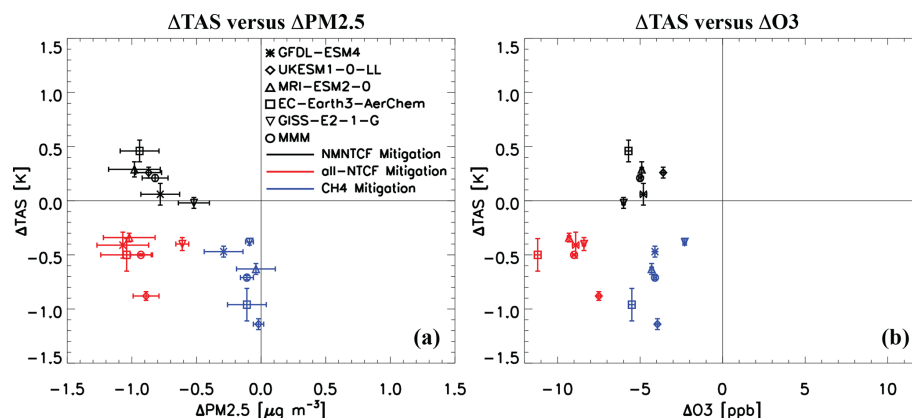 ΔTAS versus ΔPM2.5
ΔTAS versus ΔO3
1.5
1.0
0.5
0.0
−0.5
−1.0
−1.5
ΔTAS [K]
GFDL−ESM4
UKESM1−0−LL
MRI−ESM2−0
EC−Earth3−AerChem
GISS−E2−1−G
MMM
NMNTCF Mitigation
all−NTCF Mitigation
CH4 Mitigation
(a)
−1.5 −1.0 −0.5 0.0 0.5 1.0 1.5
ΔPM2.5 [μg m⁻³]
1.5
1.0
0.5
0.0
−0.5
−1.0
−1.5
ΔTAS [K]
(b)
−10 −5 0 5 10
ΔO3 [ppb]